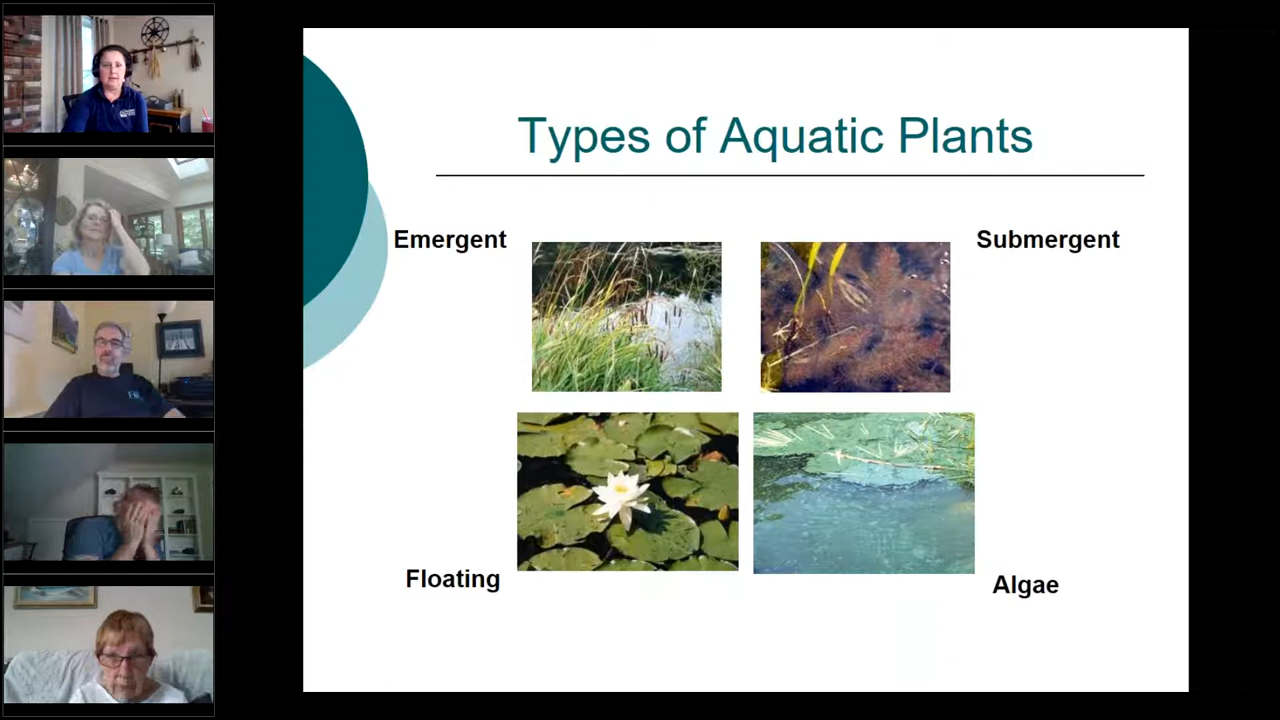 Types of Aquatic Plants
Emergent
Submergent
Floating
Algae